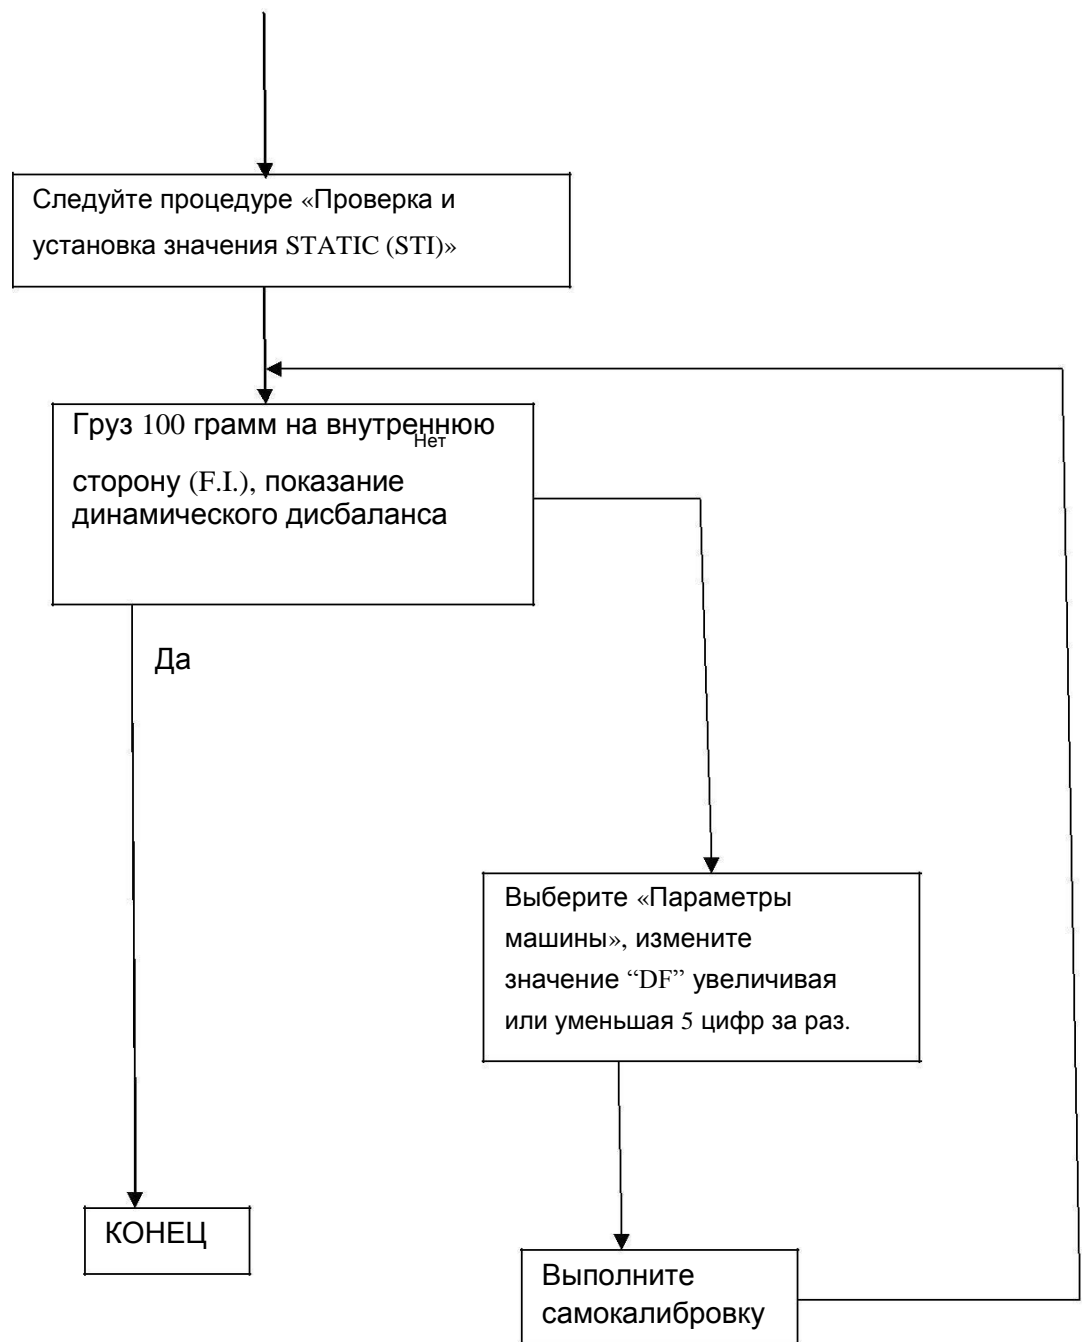 Следуйте процедуре «Проверка и
установка значения STATIC (STI)»
Груз 100 грамм на внутреннюю
Нет
сторону (F.I.), показание
динамического дисбаланса
Да
Выберите «Параметры
машины», измените
значение “DF” увеличивая
или уменьшая 5 цифр за раз.
КОНЕЦ
Выполните
самокалибровку